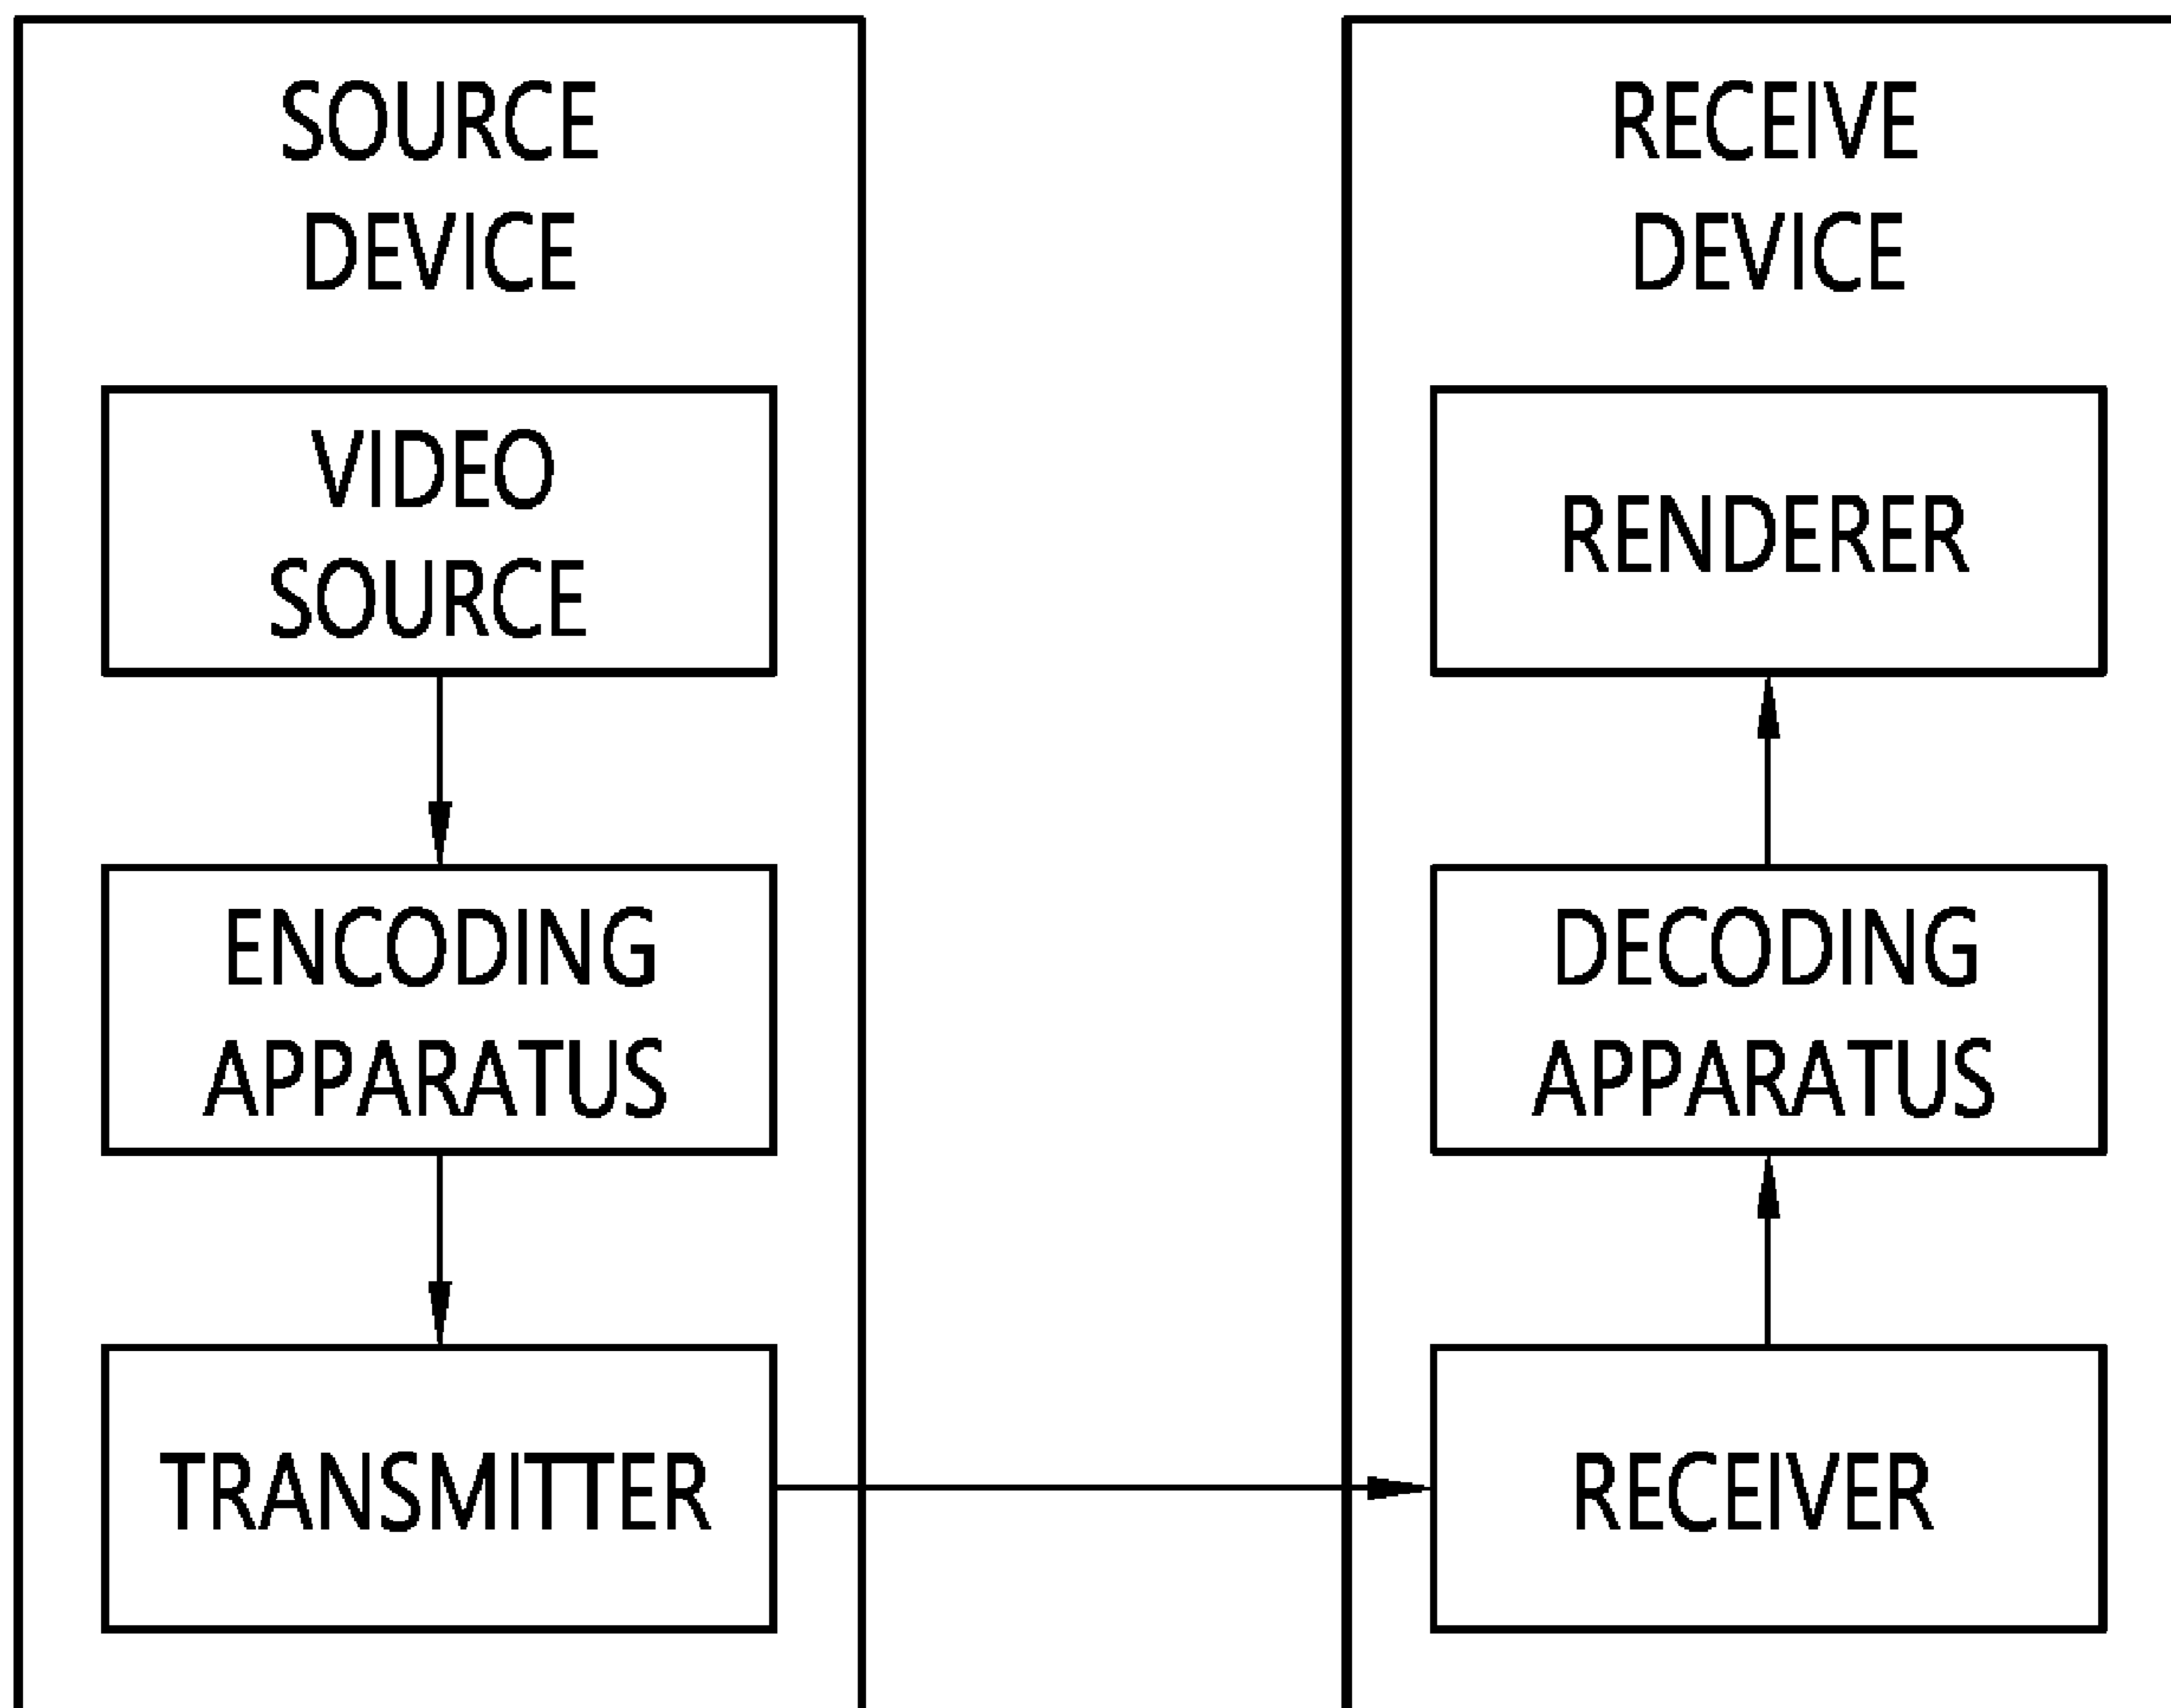 SOURCE
DEVICE
VIDEO
SOURCE
ENCODING
APPARATUS
TRANSMITTER
RECEIVE
DEVICE
RENDERER
DECODING
APPARATUS
RECEIVER